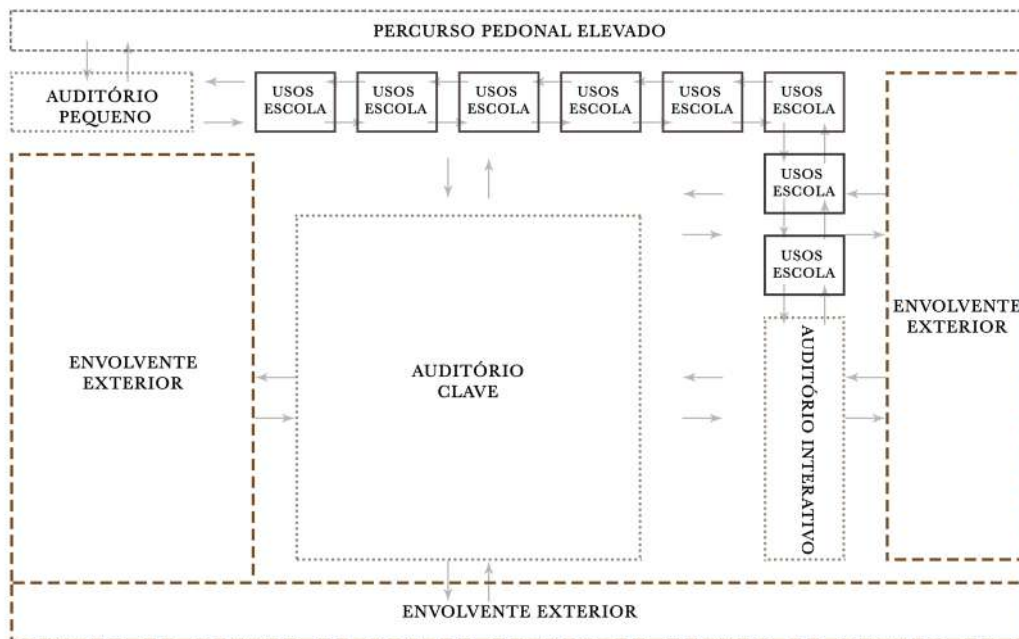 PERCURSO PEDONAL ELEVADO
AUDITÓRIO
PEQUENO
USOS
ESCOLA
USOS
ESCOLA
USOS
ESCOLA
USOS
ESCOLA
USOS
ESCOLA
USOS
ESCOLA
USOS
ESCOLA
USOS
ESCOLA
ENVOLVENTE
EXTERIOR
AUDITÓRIO
CLAVE
AUDITÓRIO INTERATIVO
ENVOLVENTE
EXTERIOR
ENVOLVENTE EXTERIOR